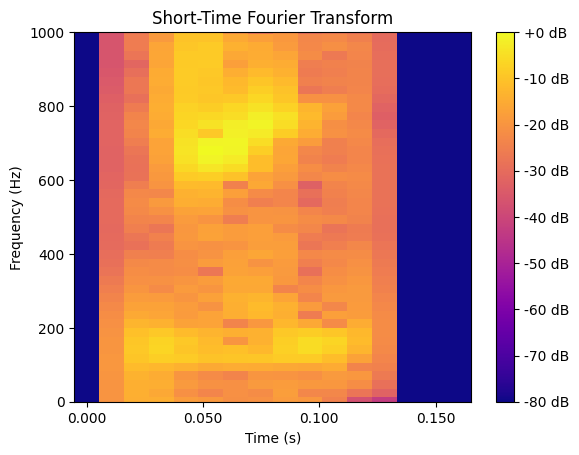 Short-Time Fourier Transform
1000
800
600
400
200
0
Frequency (Hz)
0.000
0.050
0.100
0.150
Time (s)
+0 dB
-10 dB
-20 dB
-30 dB
-40 dB
-50 dB
-60 dB
-70 dB
-80 dB